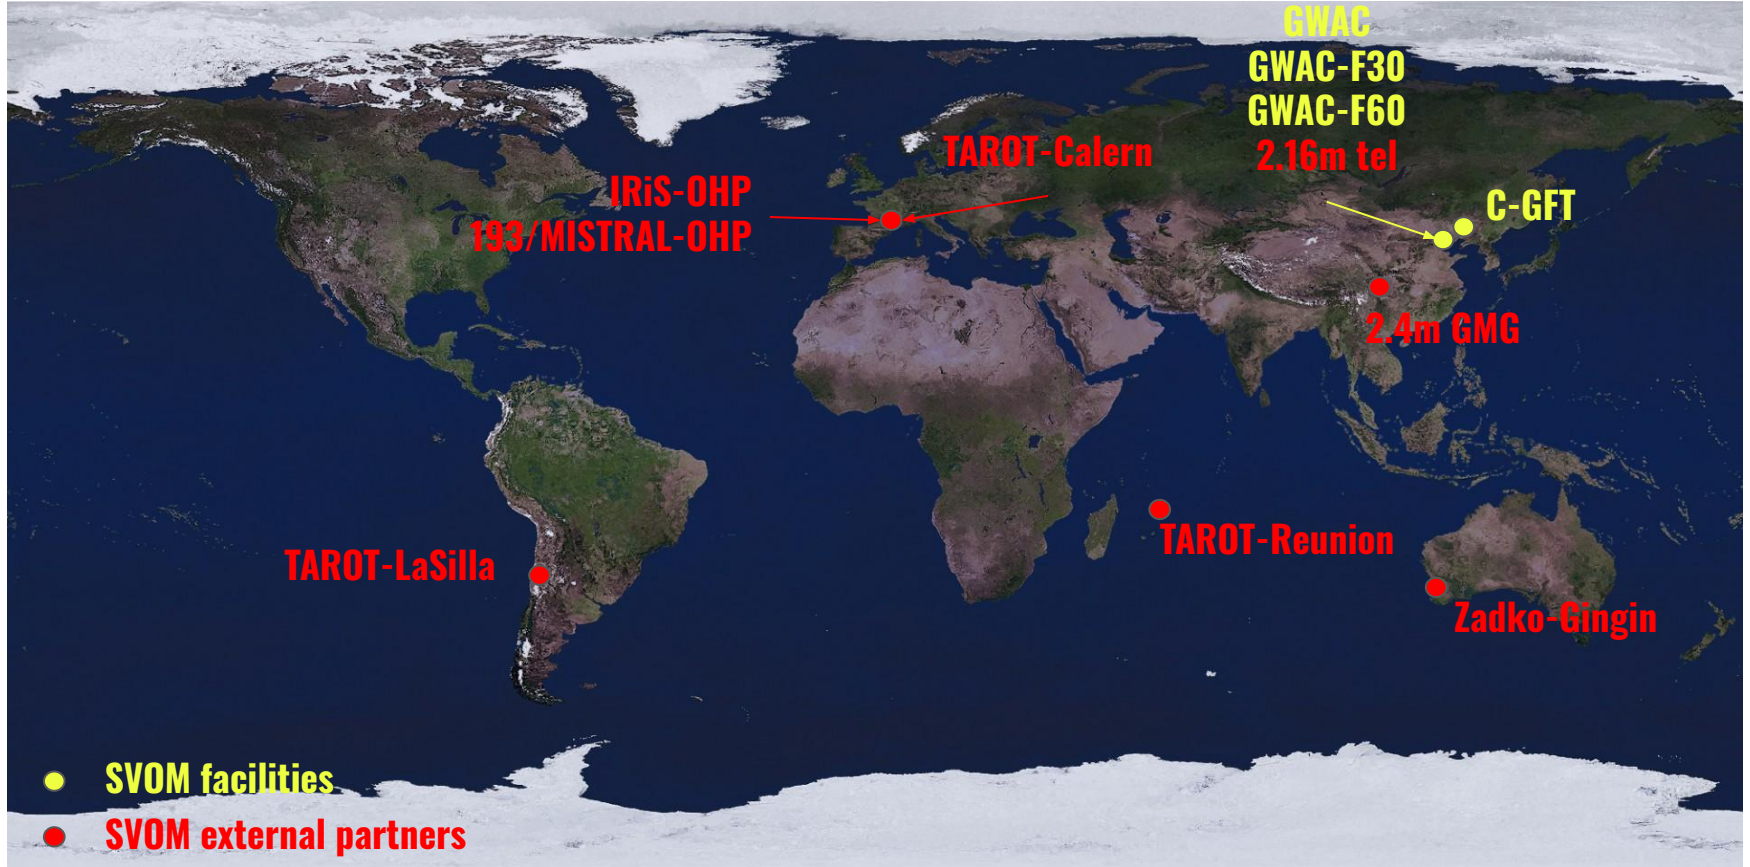 GWAC
GWAC-F30
GWAC-F60
2.16m tel
TAROT-Calern
IRiS-OHP
193/MISTRAL-OHP
C-GFT
2.4m GMG
TAROT-Reunion
TAROT-LaSilla
Zadko-Gingin
SVOM facilities
SVOM external partners